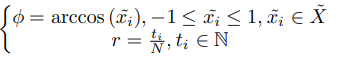 ϕ = arccos (x̃ᵢ), −1 ≤ x̃ᵢ ≤ 1, x̃ᵢ ∈ X̃
r = tᵢ/N, tᵢ ∈ ℕ